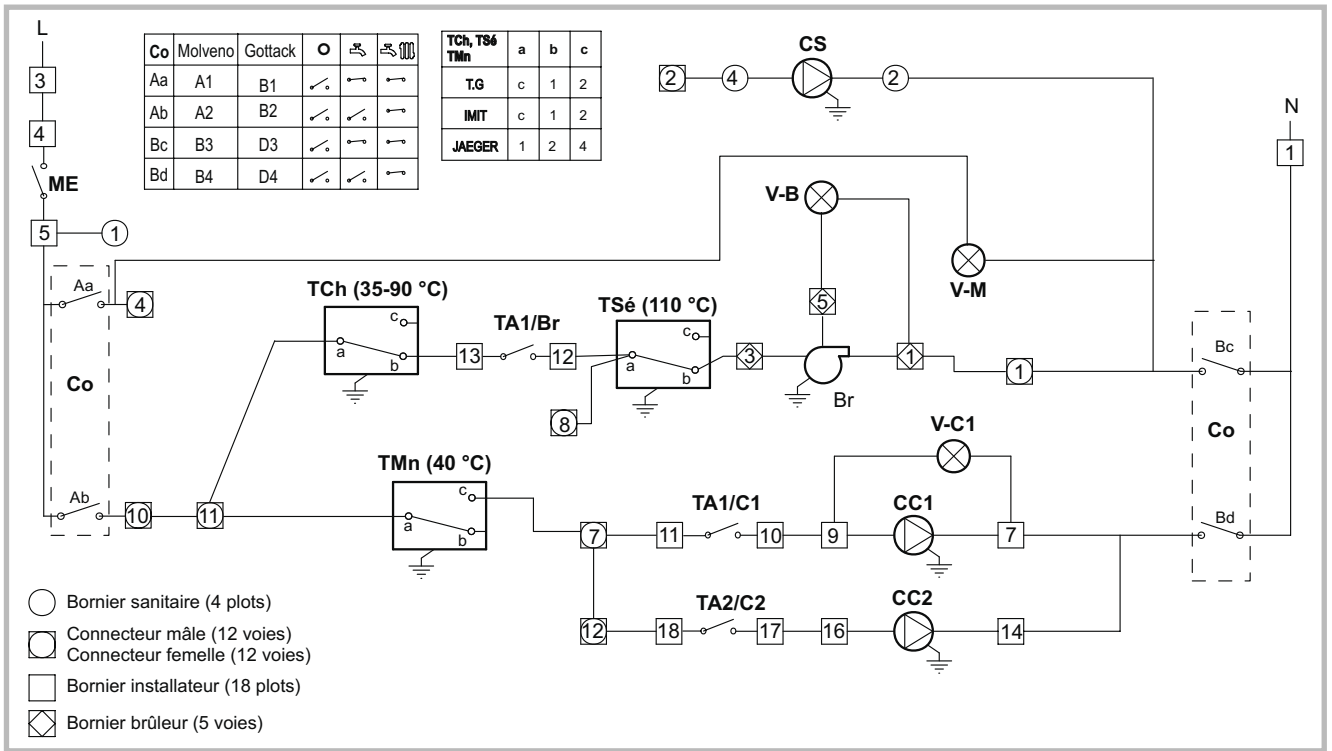 L
3
4
ME
5
1
Co Molveno Gottack
Aa A1 B1
Ab A2 B2
Bc B3 D3
Bd B4 D4
TCh, TSé TMn a b c
T.G c 1 2
IMIT c 1 2
JAEGER 1 2 4
CS
2 4 2
N
1
V-B
V-M
Aa
4
TCh (35-90 °C)
c
a
b
TA1/Br
13 12
TSé (110 °C)
c
a
b
8
3
5
1
Br
1
Bc
Co
Co
Bd
Ab
10 11
TMn (40 °C)
c
a
b
V-C1
7
TA1/C1
11 10 9
CC1
7
12
TA2/C2
18 17 16
CC2
14
Bornier sanitaire (4 plots)
Connecteur mâle (12 voies)
Connecteur femelle (12 voies)
Bornier installateur (18 plots)
Bornier brûleur (5 voies)